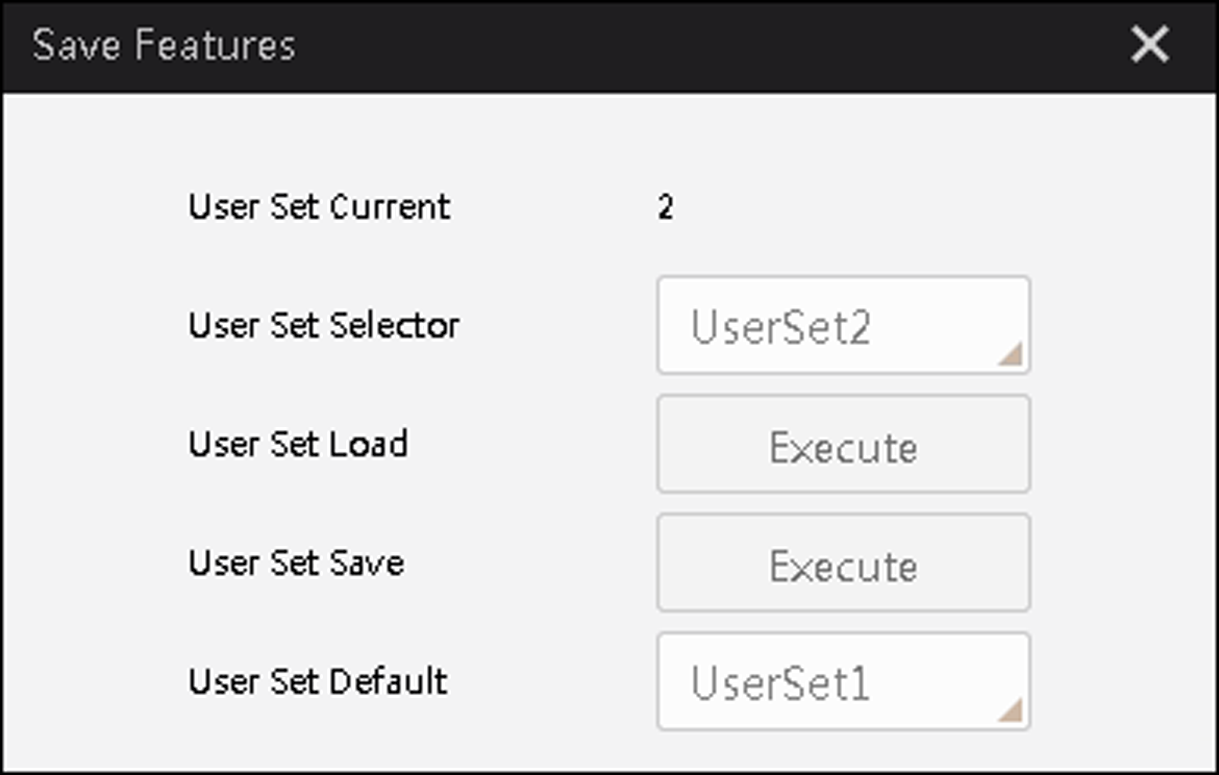 Save Features
User Set Current 2
User Set Selector UserSet2
User Set Load Execute
User Set Save Execute
User Set Default UserSet1